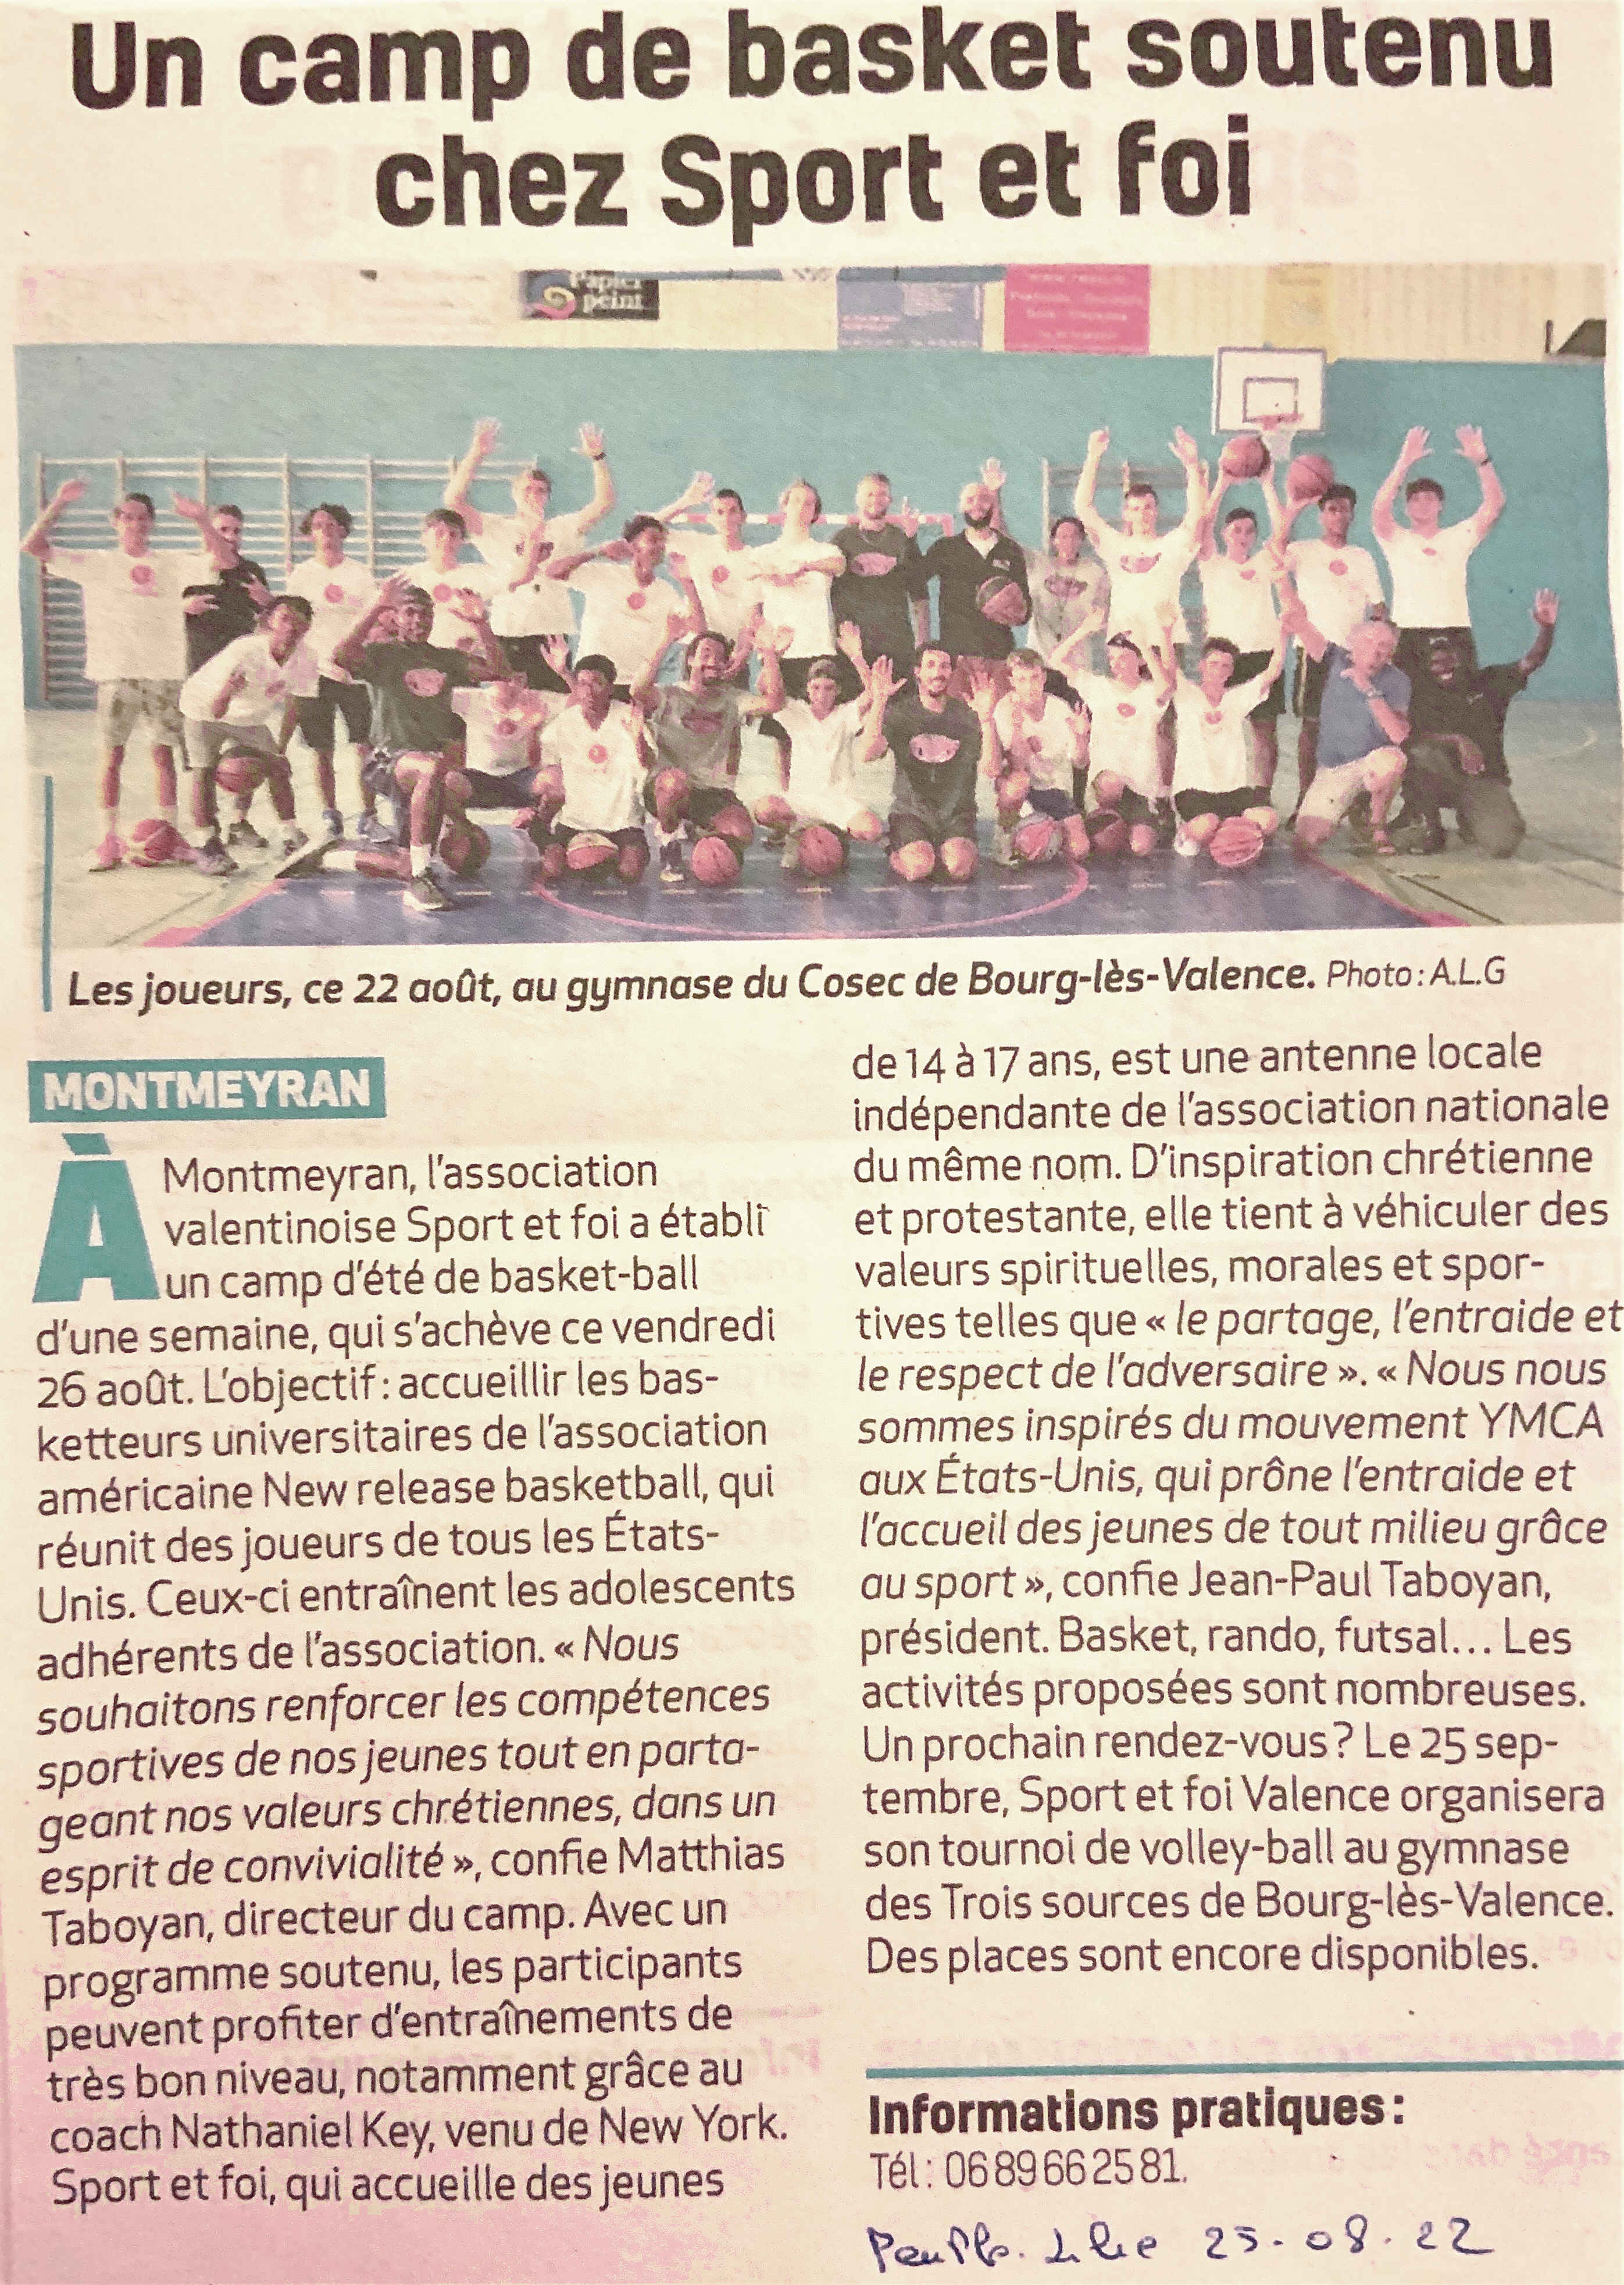 Un camp de basket soutenu
chez Sport et foi
Papier
peint
Les joueurs, ce 22 août, au gymnase du Cosec de Bourg-lès-Valence. Photo : A.L.G
MONTMEYRAN
À Montmeyran, l'association
valentinoise Sport et foi a établi
un camp d'été de basket-ball
d'une semaine, qui s'achève ce vendredi
26 août. L'objectif : accueillir les bas-
ketteurs universitaires de l'association
américaine New release basketball, qui
réunit des joueurs de tous les États-
Unis. Ceux-ci entraînent les adolescents
adhérents de l'association. « Nous
souhaitons renforcer les compétences
sportives de nos jeunes tout en parta-
geant nos valeurs chrétiennes, dans un
esprit de convivialité », confie Matthias
Taboyan, directeur du camp. Avec un
programme soutenu, les participants
peuvent profiter d'entraînements de
très bon niveau, notamment grâce au
coach Nathaniel Key, venu de New York.
Sport et foi, qui accueille des jeunes
de 14 à 17 ans, est une antenne locale
indépendante de l'association nationale
du même nom. D'inspiration chrétienne
et protestante, elle tient à véhiculer des
valeurs spirituelles, morales et spor-
tives telles que « le partage, l'entraide et
le respect de l'adversaire ». « Nous nous
sommes inspirés du mouvement YMCA
aux États-Unis, qui prône l'entraide et
l'accueil des jeunes de tout milieu grâce
au sport », confie Jean-Paul Taboyan,
président. Basket, rando, futsal... Les
activités proposées sont nombreuses.
Un prochain rendez-vous ? Le 25 sep-
tembre, Sport et foi Valence organisera
son tournoi de volley-ball au gymnase
des Trois sources de Bourg-lès-Valence.
Des places sont encore disponibles.
Informations pratiques :
Tél : 06 89 66 25 81.
25-08.22